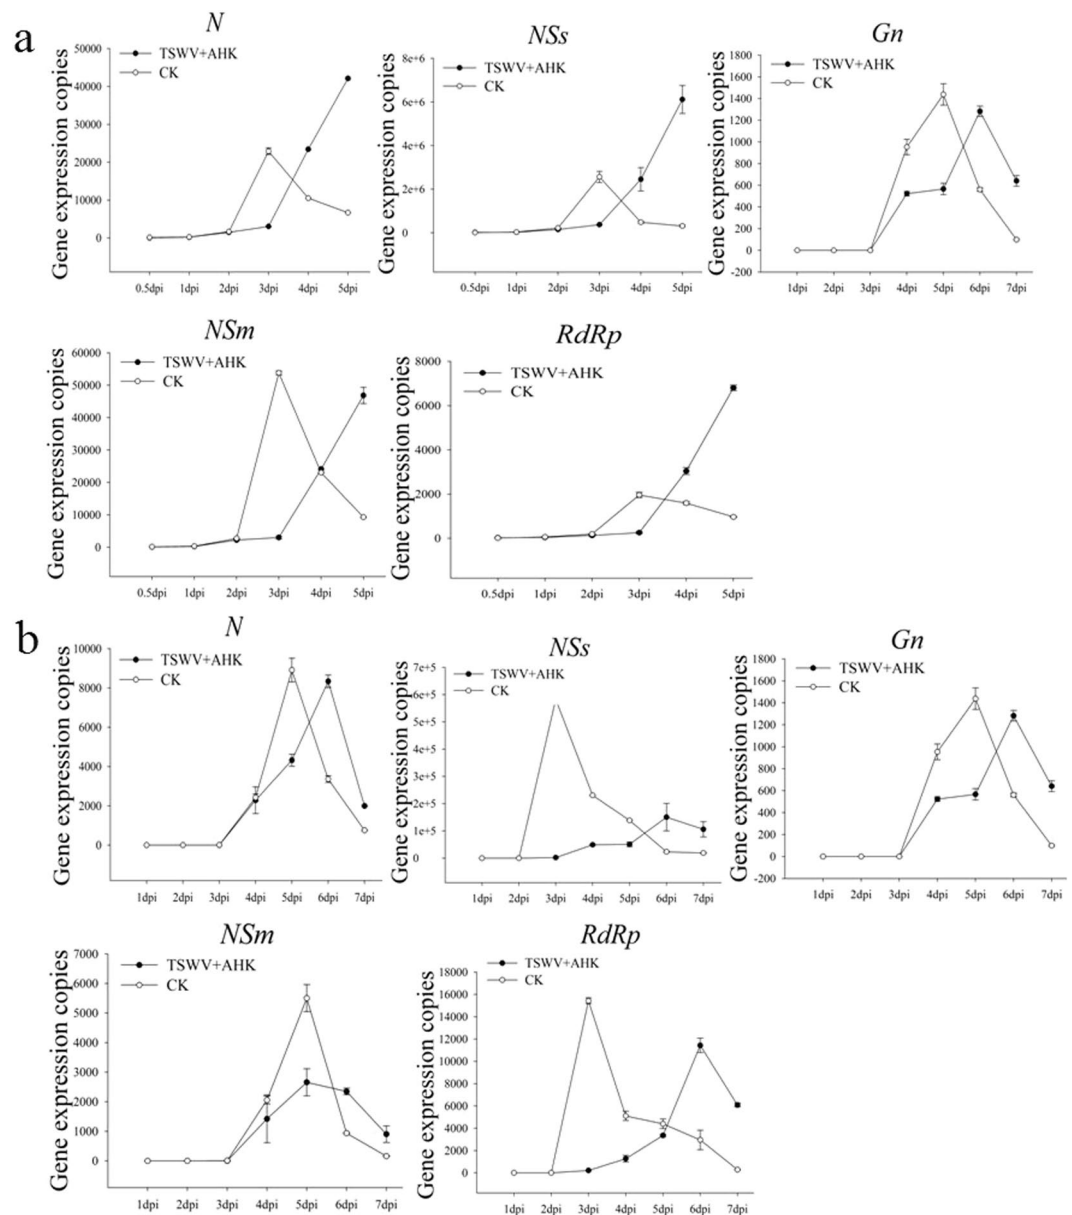 a
N
Gene expression copies
TSWV+AHK
CK
50000
40000
30000
20000
10000
0
0.5dpi 1dpi 2dpi 3dpi 4dpi 5dpi
NSs
Gene expression copies
TSWV+AHK
CK
8e+6
6e+6
4e+6
2e+6
0
0.5dpi 1dpi 2dpi 3dpi 4dpi 5dpi
Gn
Gene expression copies
TSWV+AHK
CK
1800
1600
1400
1200
1000
800
600
400
200
0
-200
1dpi 2dpi 3dpi 4dpi 5dpi 6dpi 7dpi
NSm
Gene expression copies
TSWV+AHK
CK
60000
50000
40000
30000
20000
10000
0
0.5dpi 1dpi 2dpi 3dpi 4dpi 5dpi
RdRp
Gene expression copies
TSWV+AHK
CK
8000
6000
4000
2000
0
0.5dpi 1dpi 2dpi 3dpi 4dpi 5dpi
b
N
Gene expression copies
TSWV+AHK
CK
10000
8000
6000
4000
2000
0
1dpi 2dpi 3dpi 4dpi 5dpi 6dpi 7dpi
NSs
Gene expression copies
TSWV+AHK
CK
7e+5
6e+5
5e+5
4e+5
3e+5
2e+5
1e+5
0
1dpi 2dpi 3dpi 4dpi 5dpi 6dpi 7dpi
Gn
Gene expression copies
TSWV+AHK
CK
1800
1600
1400
1200
1000
800
600
400
200
0
-200
1dpi 2dpi 3dpi 4dpi 5dpi 6dpi 7dpi
NSm
Gene expression copies
TSWV+AHK
CK
7000
6000
5000
4000
3000
2000
1000
0
1dpi 2dpi 3dpi 4dpi 5dpi 6dpi 7dpi
RdRp
Gene expression copies
TSWV+AHK
CK
18000
16000
14000
12000
10000
8000
6000
4000
2000
0
1dpi 2dpi 3dpi 4dpi 5dpi 6dpi 7dpi